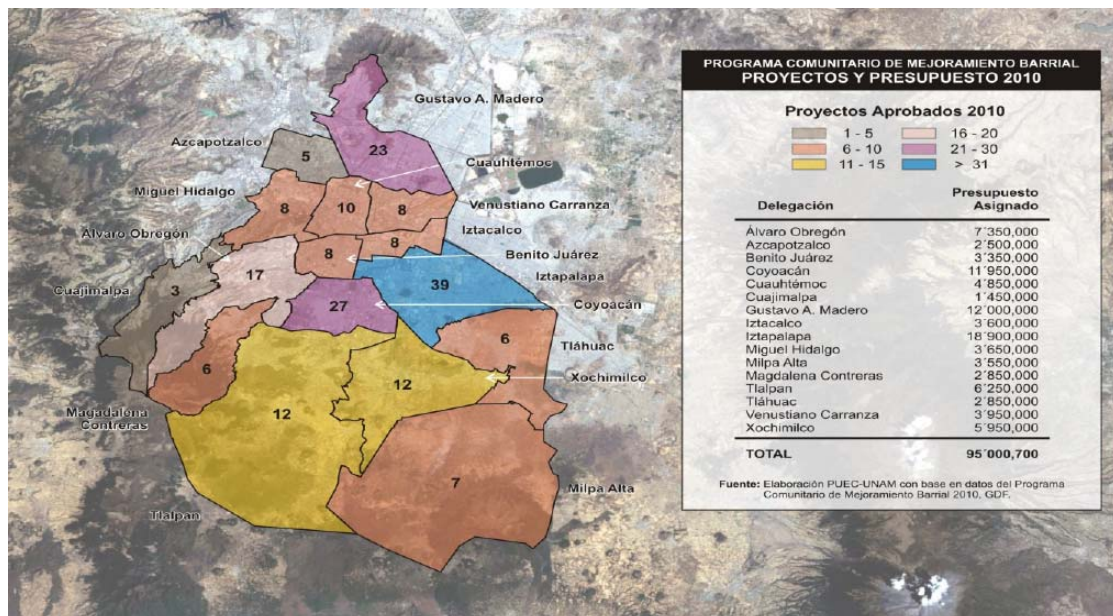 Gustavo A. Madero
Azcapotzalco
5
23
Cuauhtémoc
Miguel Hidalgo
8
10
8
Venustiano Carranza
Álvaro Obregón
8
8
Iztacalco
Benito Juárez
17
Iztapalapa
Cuajimalpa
3
39
27
Coyoacán
6
Tláhuac
6
12
Xochimilco
Magadalona
Contreras
12
7
Milpa Alta
Tlalpan
PROGRAMA COMUNITARIO DE MEJORAMIENTO BARRIAL
PROYECTOS Y PRESUPUESTO 2010
Proyectos Aprobados 2010
1 - 5 16 - 20
6 - 10 21 - 30
11 - 15 > 31
Presupuesto
Delegación Asignado
Álvaro Obregón 7´350,000
Azcapotzalco 2´500,000
Benito Juárez 3´350,000
Coyoacán 11´950,000
Cuauhtémoc 4´850,000
Cuajimalpa 1´450,000
Gustavo A. Madero 12´000,000
Iztacalco 3´600,000
Iztapalapa 18´900,000
Miguel Hidalgo 3´650,000
Milpa Alta 3´550,000
Magdalena Contreras 2´850,000
Tlalpan 6´250,000
Tláhuac 2´850,000
Venustiano Carranza 3´950,000
Xochimilco 5´950,000
TOTAL 95´000,700
Fuente: Elaboración PUEC-UNAM con base en datos del Programa
Comunitario de Mejoramiento Barrial 2010, GDF.